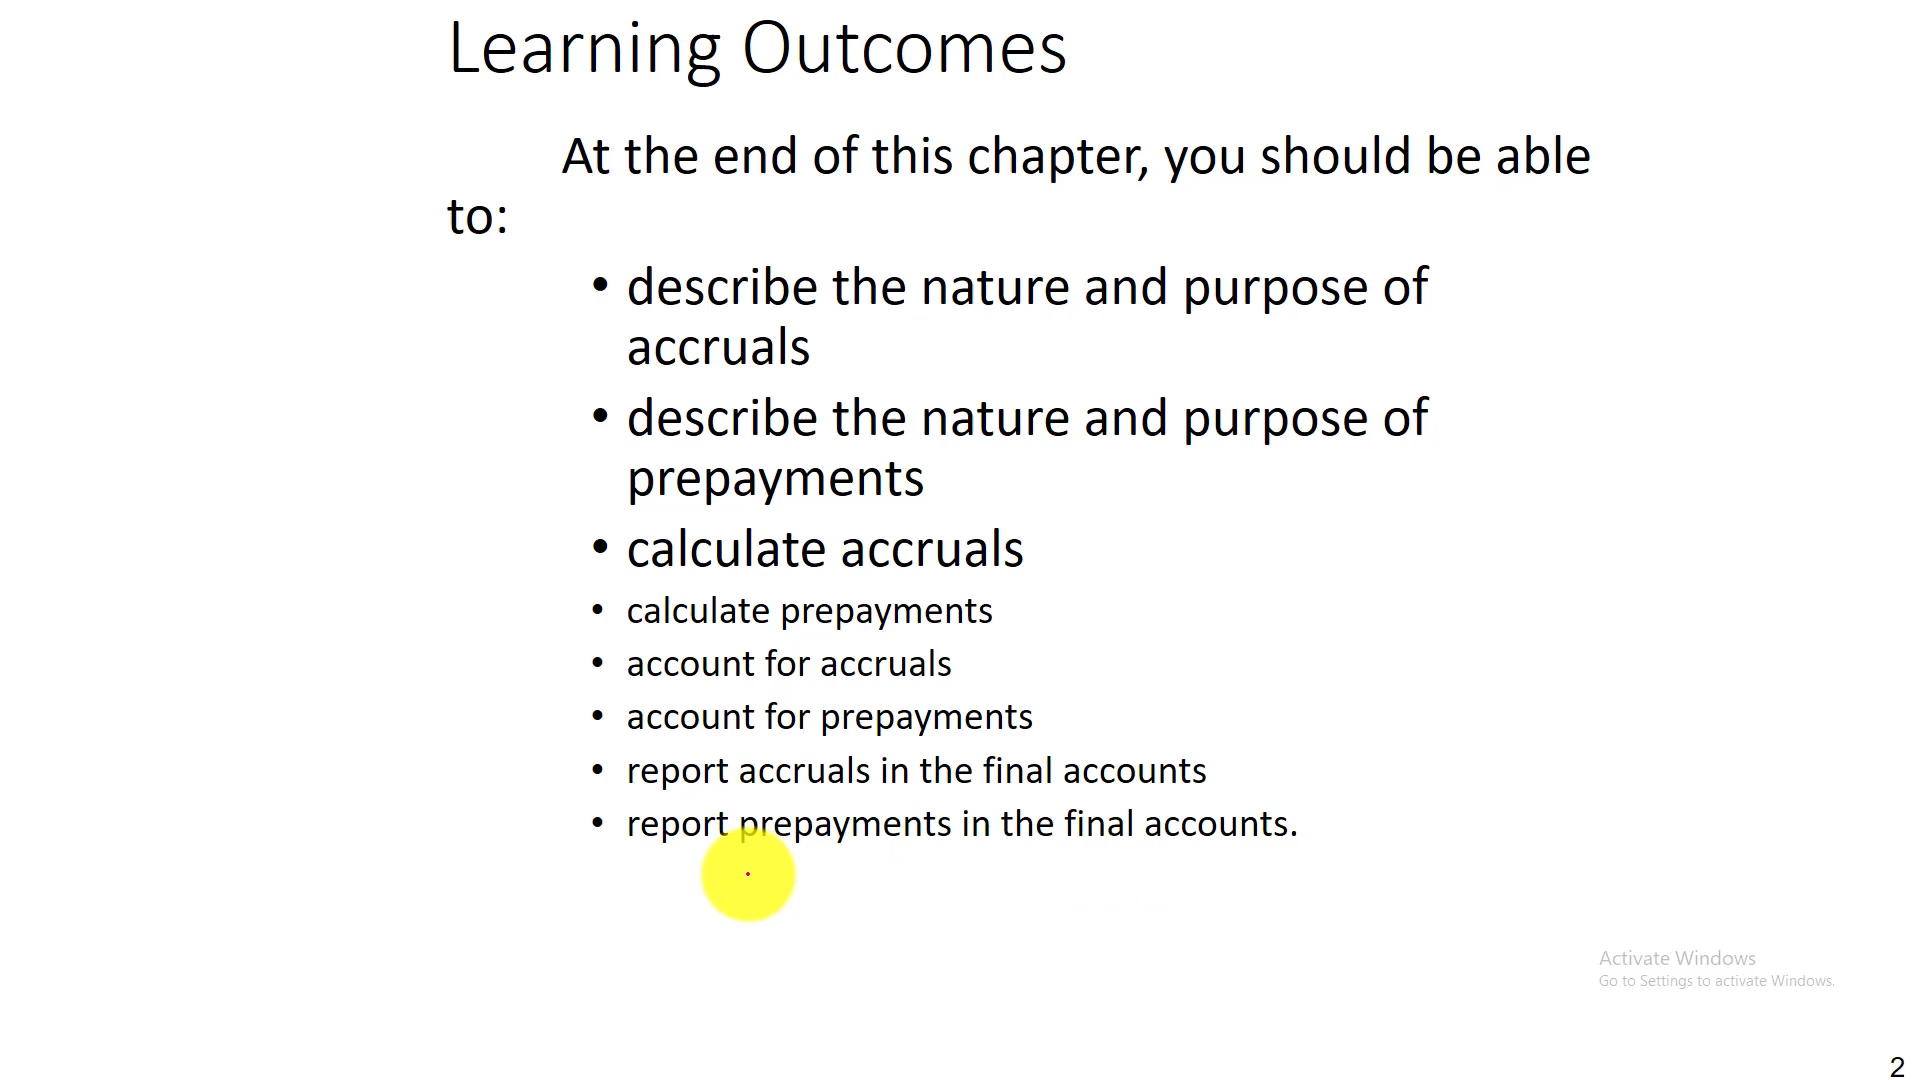 Learning Outcomes
At the end of this chapter, you should be able
to:
• describe the nature and purpose of
accruals
• describe the nature and purpose of
prepayments
• calculate accruals
• calculate prepayments
• account for accruals
• account for prepayments
• report accruals in the final accounts
• report prepayments in the final accounts.
Activate Windows
Go to Settings to activate Windows.
2